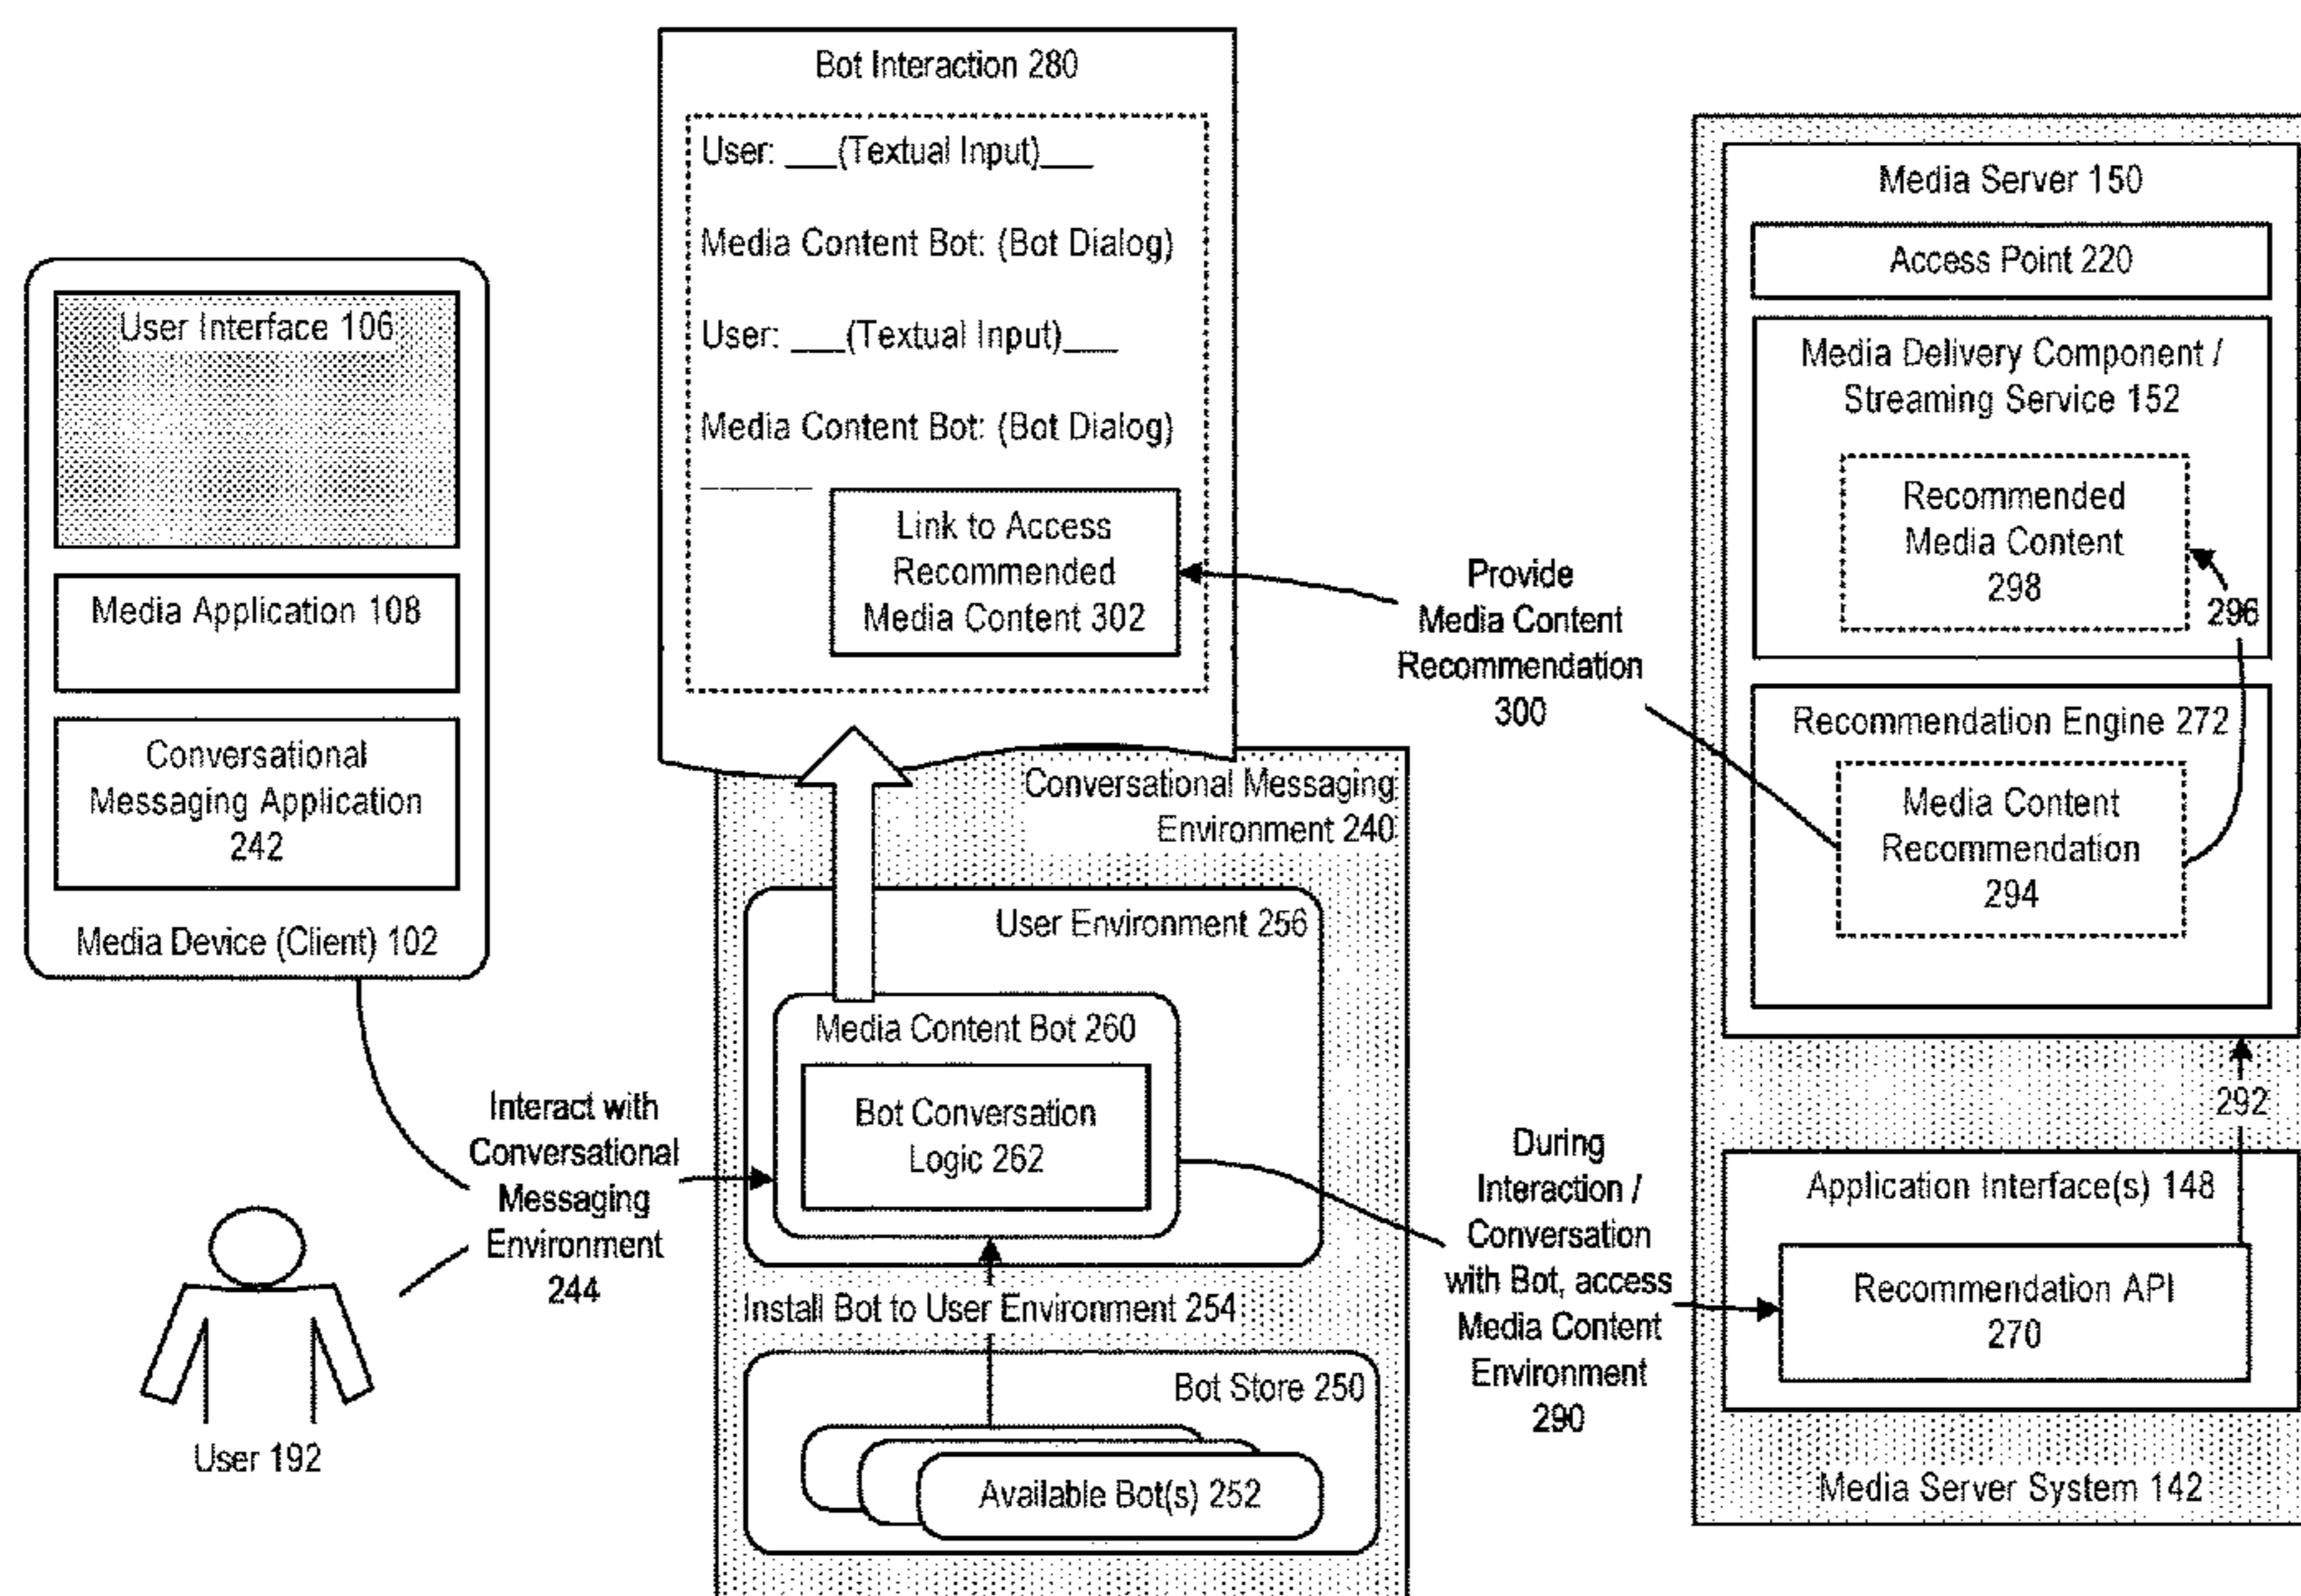 Bot Interaction 280
User: ___(Textual Input)___
Media Content Bot: (Bot Dialog)
User: ___(Textual Input)___
Media Content Bot: (Bot Dialog)
Link to Access
Recommended
Media Content 302
User Interface 106
Media Application 108
Conversational
Messaging Application
242
Media Device (Client) 102
User 192
Interact with
Conversational
Messaging
Environment
244
Conversational Messaging
Environment 240
User Environment 256
Media Content Bot 260
Bot Conversation
Logic 262
Install Bot to User Environment 254
Bot Store 250
Available Bot(s) 252
Provide
Media Content
Recommendation
300
During
Interaction /
Conversation
with Bot, access
Media Content
Environment
290
Media Server 150
Access Point 220
Media Delivery Component /
Streaming Service 152
Recommended
Media Content
298
296
Recommendation Engine 272
Media Content
Recommendation
294
292
Application Interface(s) 148
Recommendation API
270
Media Server System 142